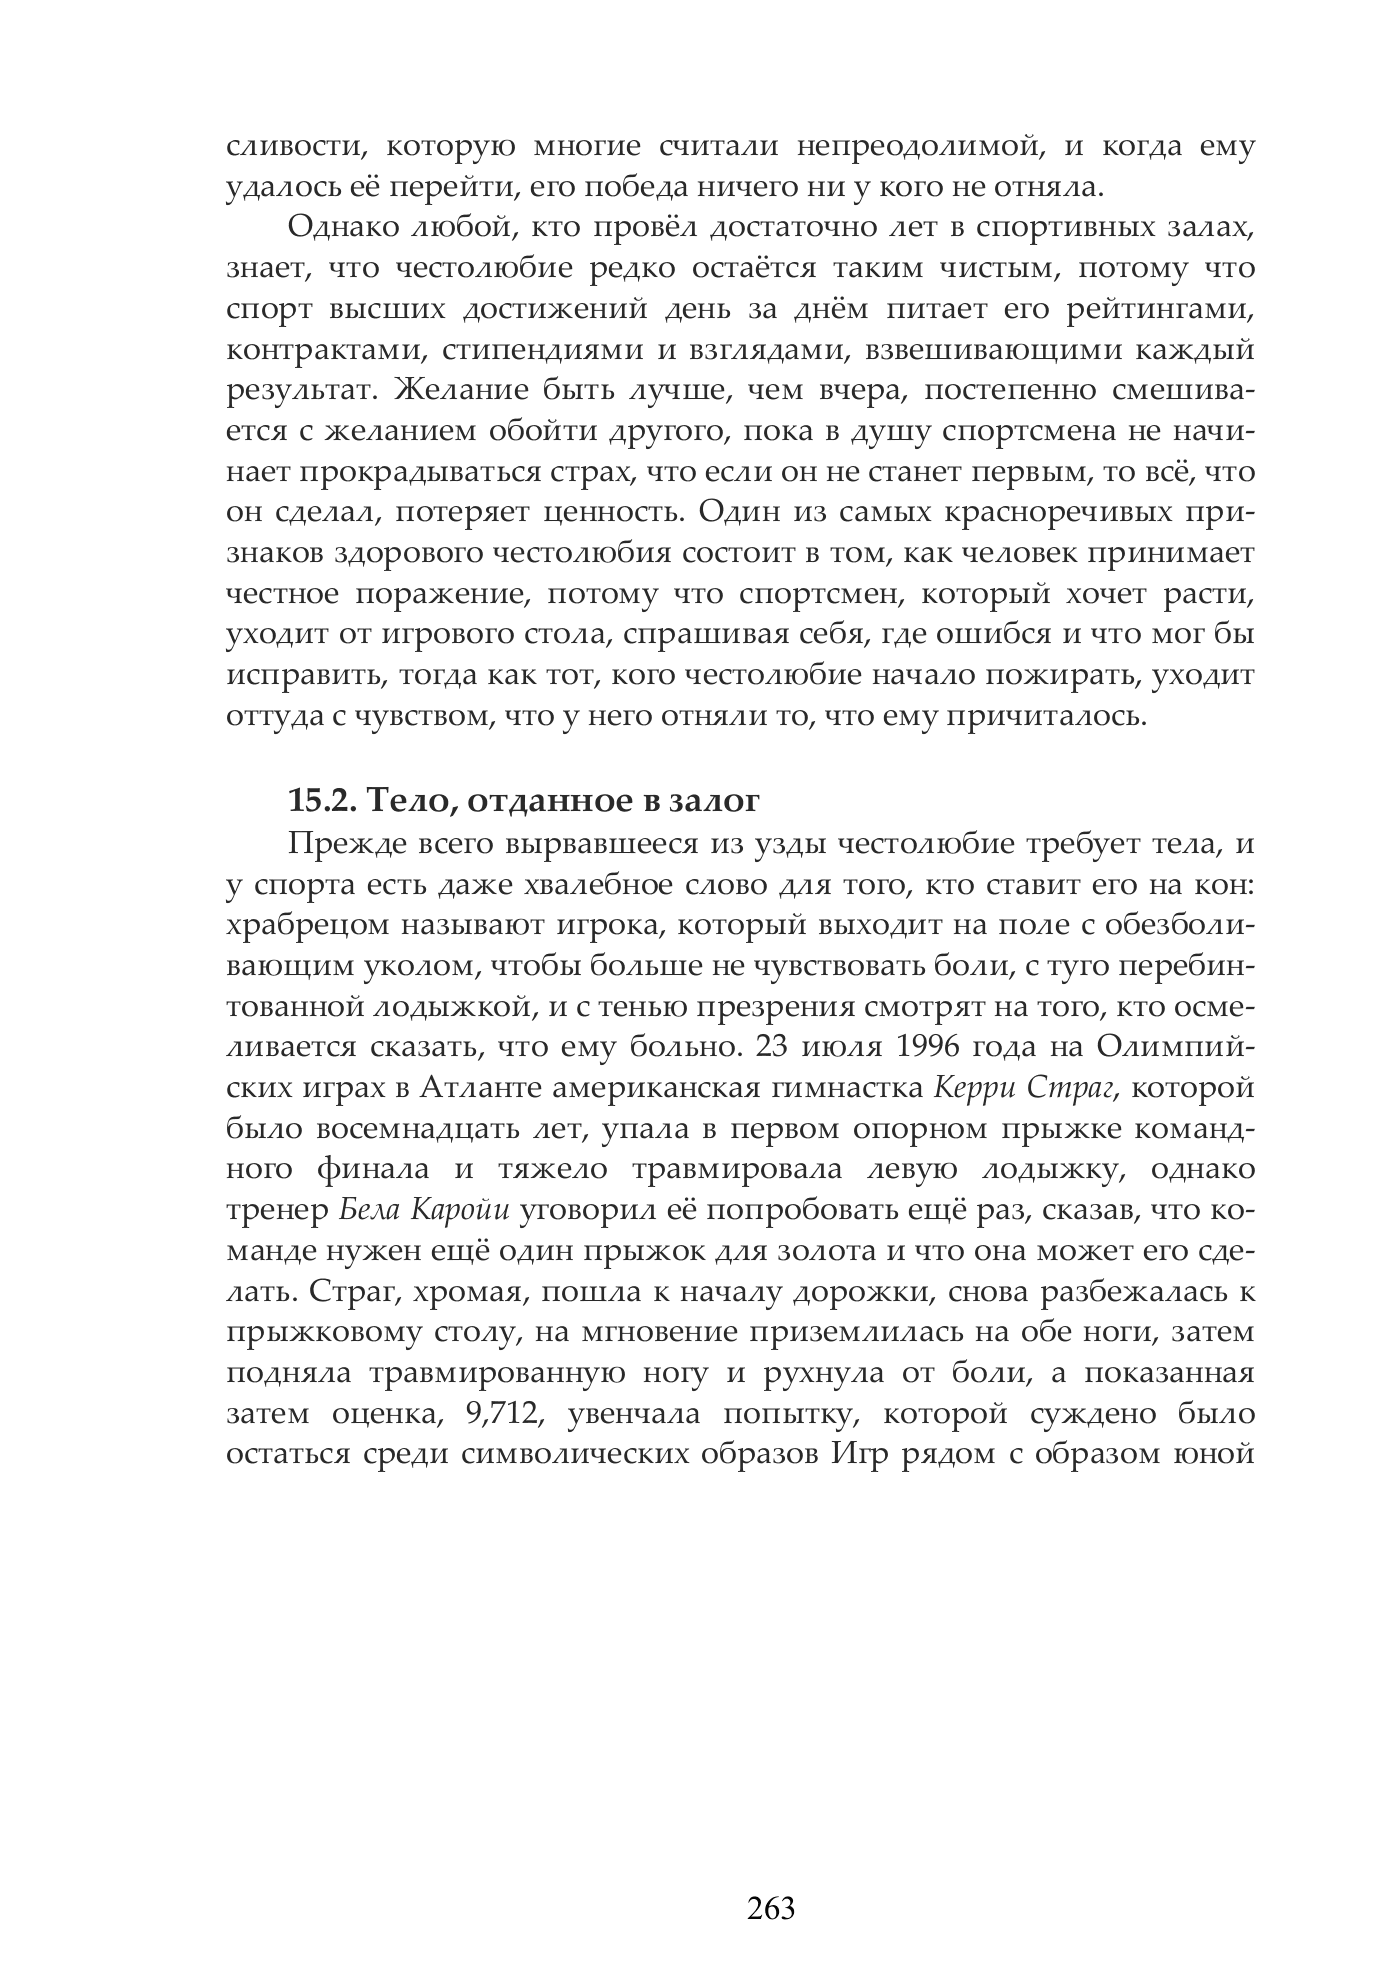 сливости, которую многие считали непреодолимой, и когда ему
удалось её перейти, его победа ничего ни у кого не отняла.
Однако любой, кто провёл достаточно лет в спортивных залах,
знает, что честолюбие редко остаётся таким чистым, потому что
спорт высших достижений день за днём питает его рейтингами,
контрактами, стипендиями и взглядами, взвешивающими каждый
результат. Желание быть лучше, чем вчера, постепенно смешива-
ется с желанием обойти другого, пока в душу спортсмена не начи-
нает прокрадываться страх, что если он не станет первым, то всё, что
он сделал, потеряет ценность. Один из самых красноречивых при-
знаков здорового честолюбия состоит в том, как человек принимает
честное поражение, потому что спортсмен, который хочет расти,
уходит от игрового стола, спрашивая себя, где ошибся и что мог бы
исправить, тогда как тот, кого честолюбие начало пожирать, уходит
оттуда с чувством, что у него отняли то, что ему причиталось.
15.2. Тело, отданное в залог
Прежде всего вырвавшееся из узды честолюбие требует тела, и
у спорта есть даже хвалебное слово для того, кто ставит его на кон:
храбрецом называют игрока, который выходит на поле с обезболи-
вающим уколом, чтобы больше не чувствовать боли, с туго перебин-
тованной лодыжкой, и с тенью презрения смотрят на того, кто осме-
ливается сказать, что ему больно. 23 июля 1996 года на Олимпий-
ских играх в Атланте американская гимнастка Керри Страг, которой
было восемнадцать лет, упала в первом опорном прыжке команд-
ного финала и тяжело травмировала левую лодыжку, однако
тренер Бела Каройи уговорил её попробовать ещё раз, сказав, что ко-
манде нужен ещё один прыжок для золота и что она может его сде-
лать. Страг, хромая, пошла к началу дорожки, снова разбежалась к
прыжковому столу, на мгновение приземлилась на обе ноги, затем
подняла травмированную ногу и рухнула от боли, а показанная
затем оценка, 9,712, увенчала попытку, которой суждено было
остаться среди символических образов Игр рядом с образом юной
263